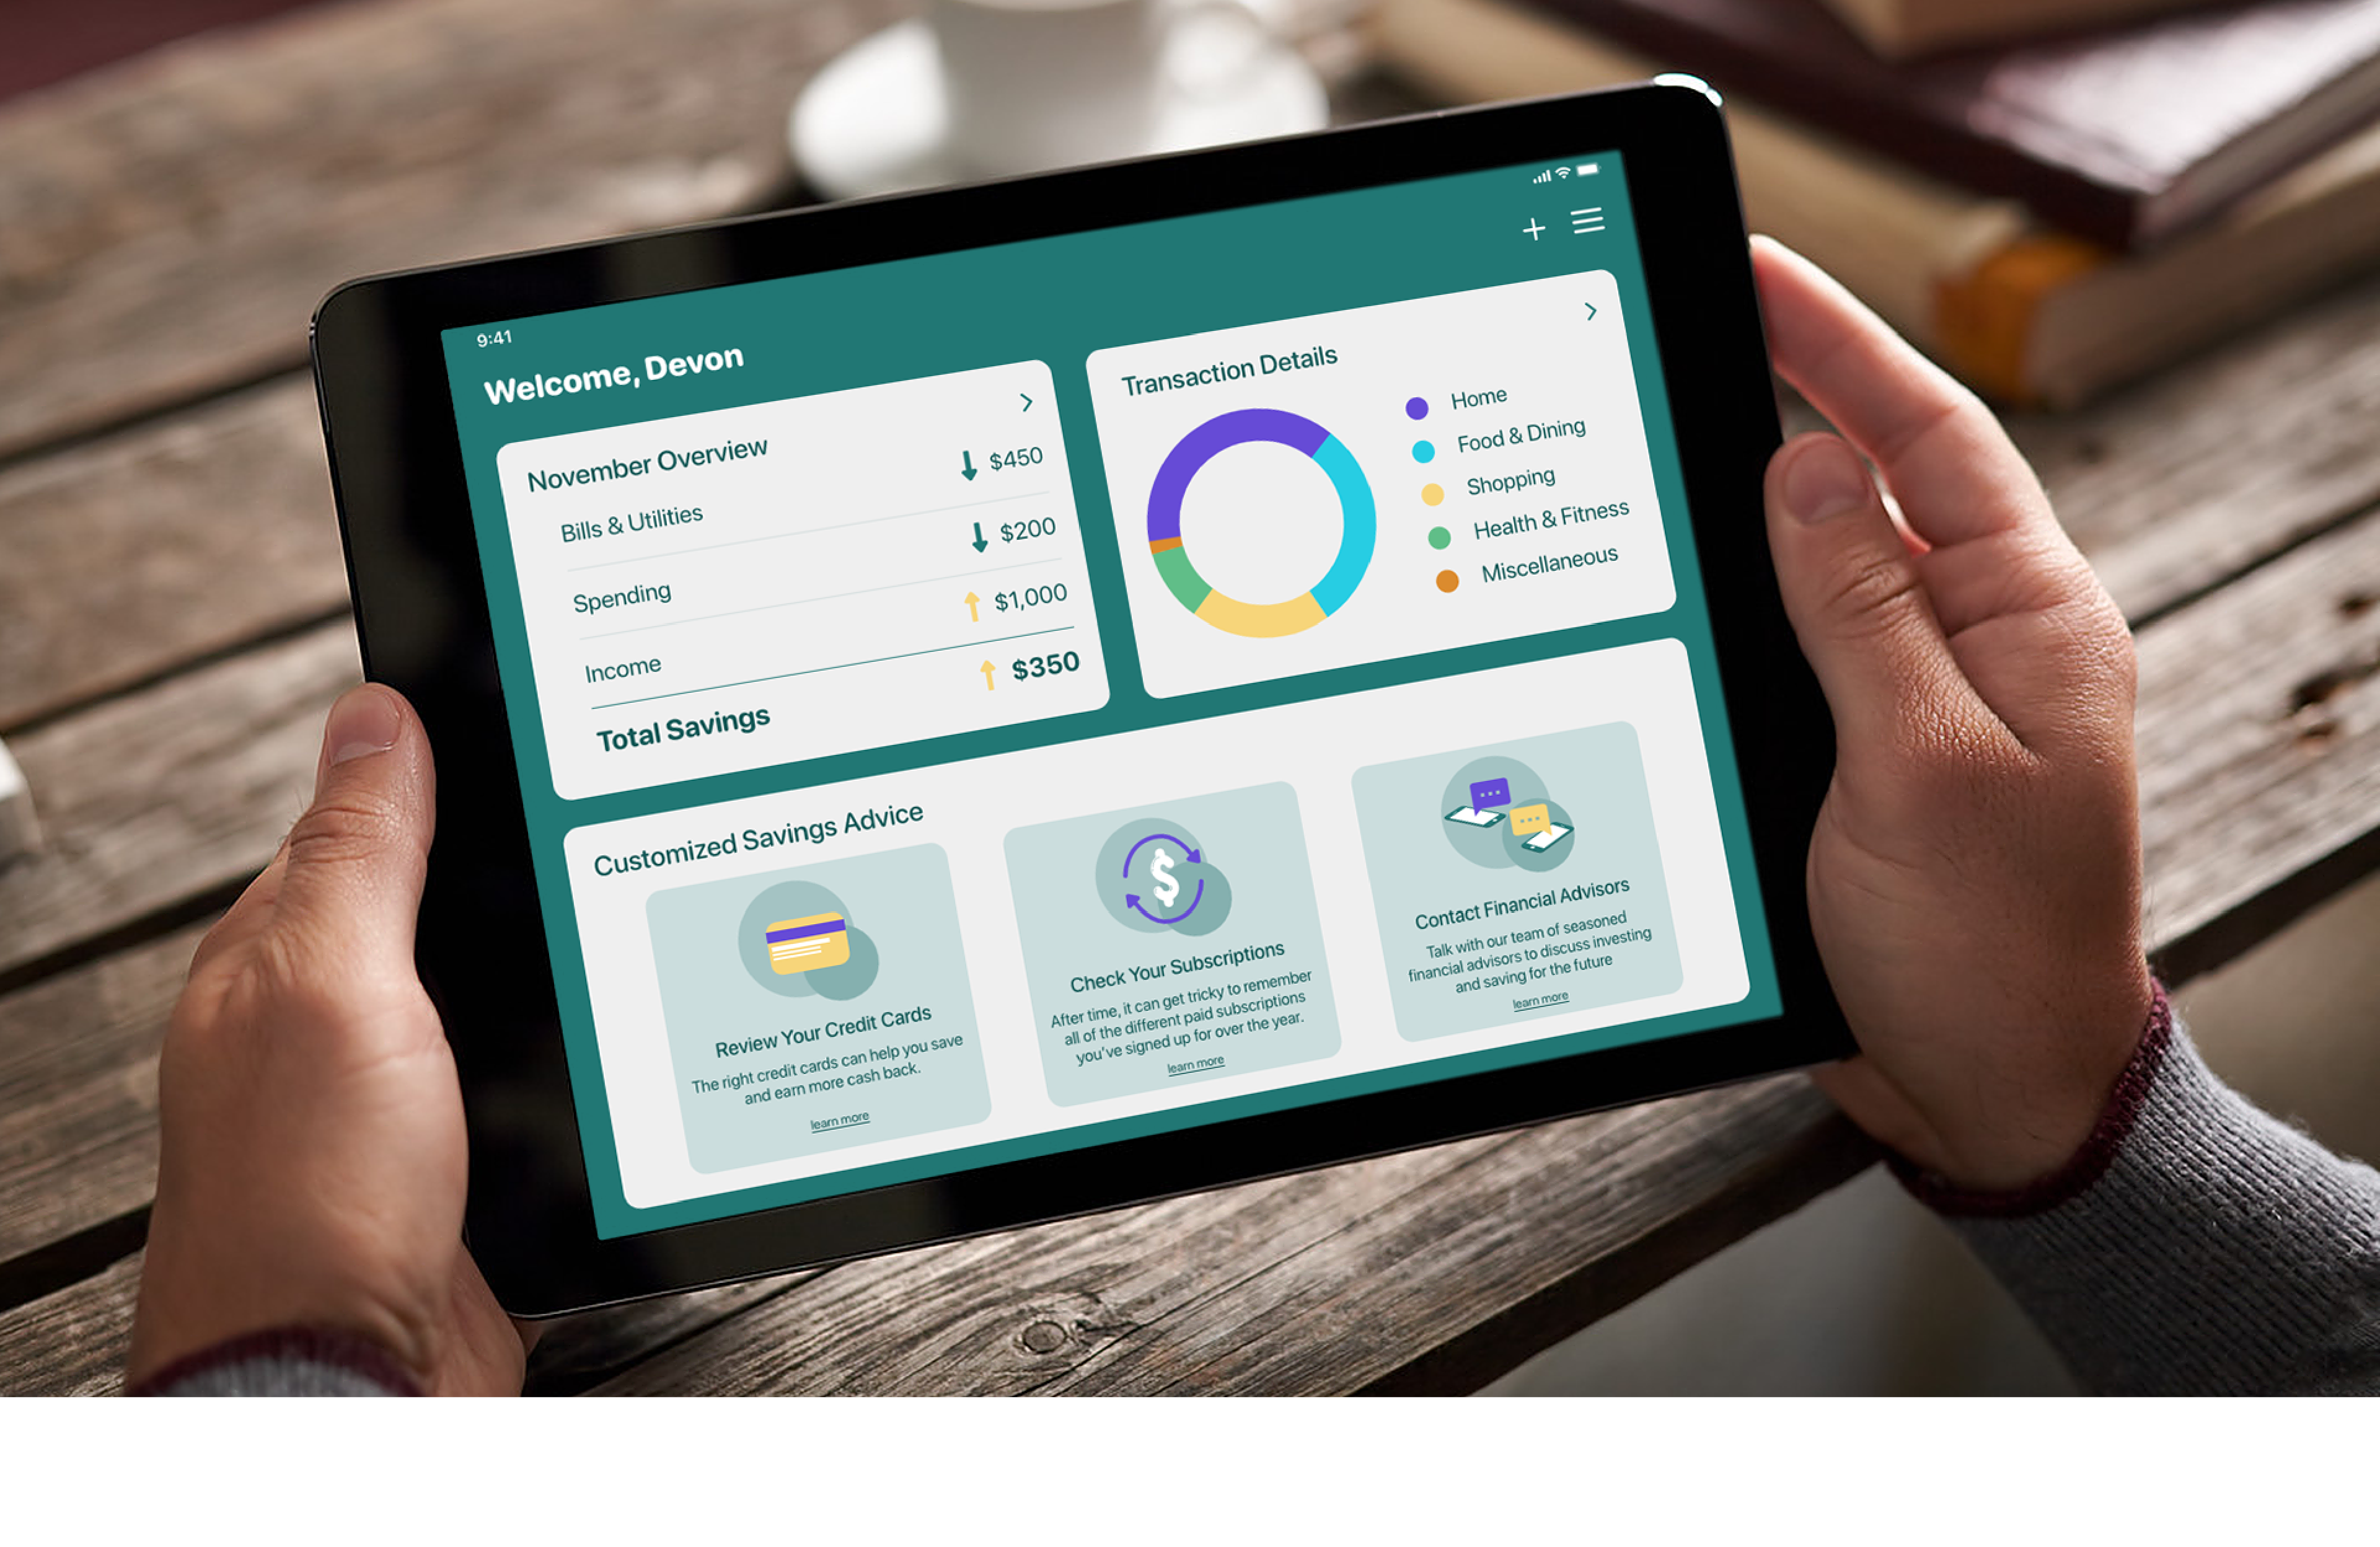 9:41
Welcome, Devon
November Overview
Bills & Utilities
$450
Spending
$200
Income
$1,000
Total Savings
$350
Transaction Details
Home
Food & Dining
Shopping
Health & Fitness
Miscellaneous
Customized Savings Advice
Review Your Credit Cards
The right credit cards can help you save
and earn more cash back.
learn more
Check Your Subscriptions
After time, it can get tricky to remember
all of the different paid subscriptions
you've signed up for over the year.
learn more
Contact Financial Advisors
Talk with our team of seasoned
financial advisors to discuss investing
and saving for the future
learn more